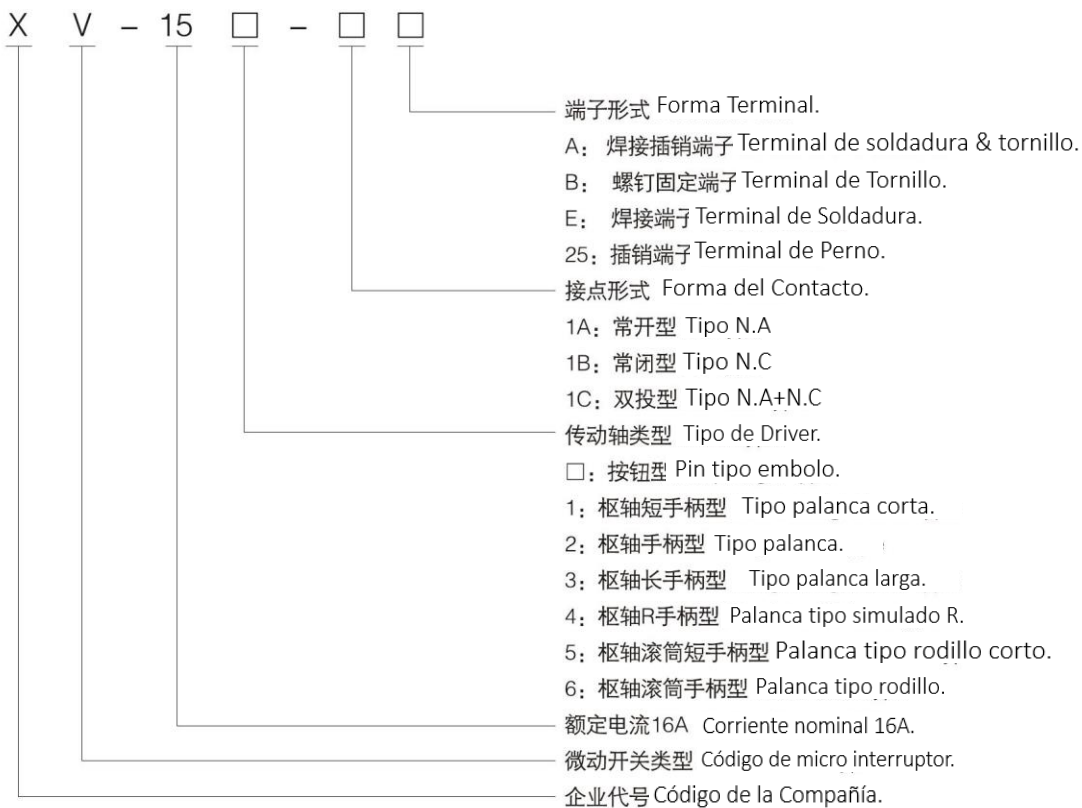 X V - 15 □ - □ □
端子形式 Forma Terminal.
A： 焊接插销端子 Terminal de soldadura & tornillo.
B： 螺钉固定端子 Terminal de Tornillo.
E： 焊接端子 Terminal de Soldadura.
25：插销端子 Terminal de Perno.
接点形式 Forma del Contacto.
1A：常开型 Tipo N.A
1B：常闭型 Tipo N.C
1C：双投型 Tipo N.A+N.C
传动轴类型 Tipo de Driver.
□：按钮型 Pin tipo embolo.
1：枢轴短手柄型 Tipo palanca corta.
2：枢轴手柄型 Tipo palanca.
3：枢轴长手柄型 Tipo palanca larga.
4：枢轴R手柄型 Palanca tipo simulado R.
5：枢轴滚筒短手柄型 Palanca tipo rodillo corto.
6：枢轴滚筒手柄型 Palanca tipo rodillo.
额定电流16A Corriente nominal 16A.
微动开关类型 Código de micro interruptor.
企业代号 Código de la Compañía.